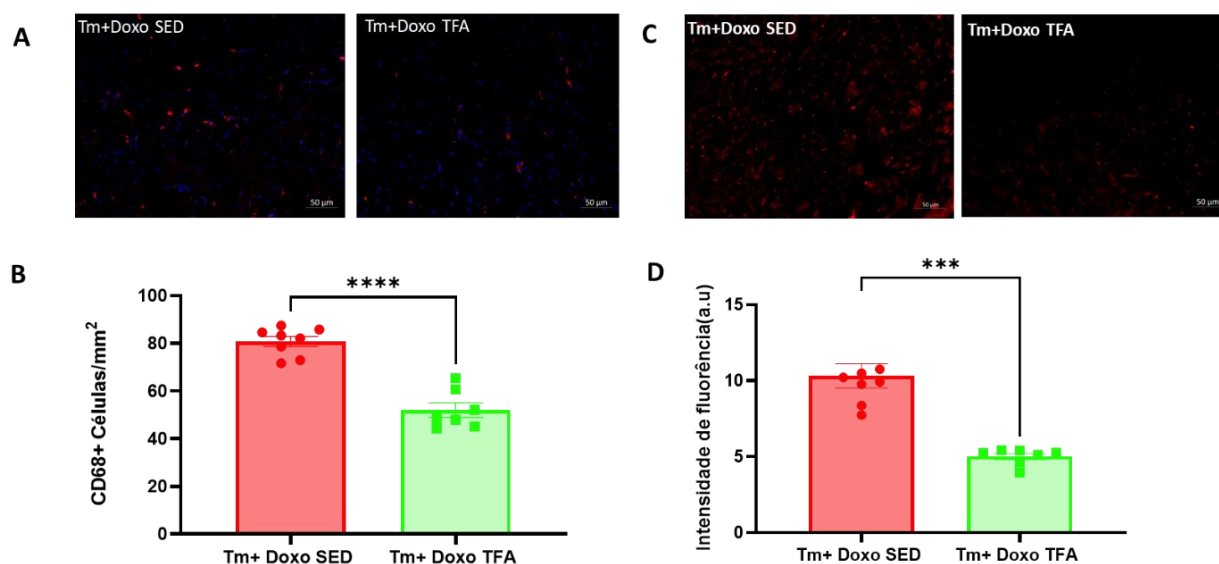 A
Tm+Doxo SED
Tm+Doxo TFA
50 µm
50 µm
C
Tm+Doxo SED
Tm+Doxo TFA
50 µm
50 µm
B
****
CD68+ Células/mm²
100
80
60
40
20
0
Tm+ Doxo SED
Tm+ Doxo TFA
D
***
Intensidade de fluorência(a.u)
15
10
5
0
Tm+ Doxo SED
Tm+ Doxo TFA